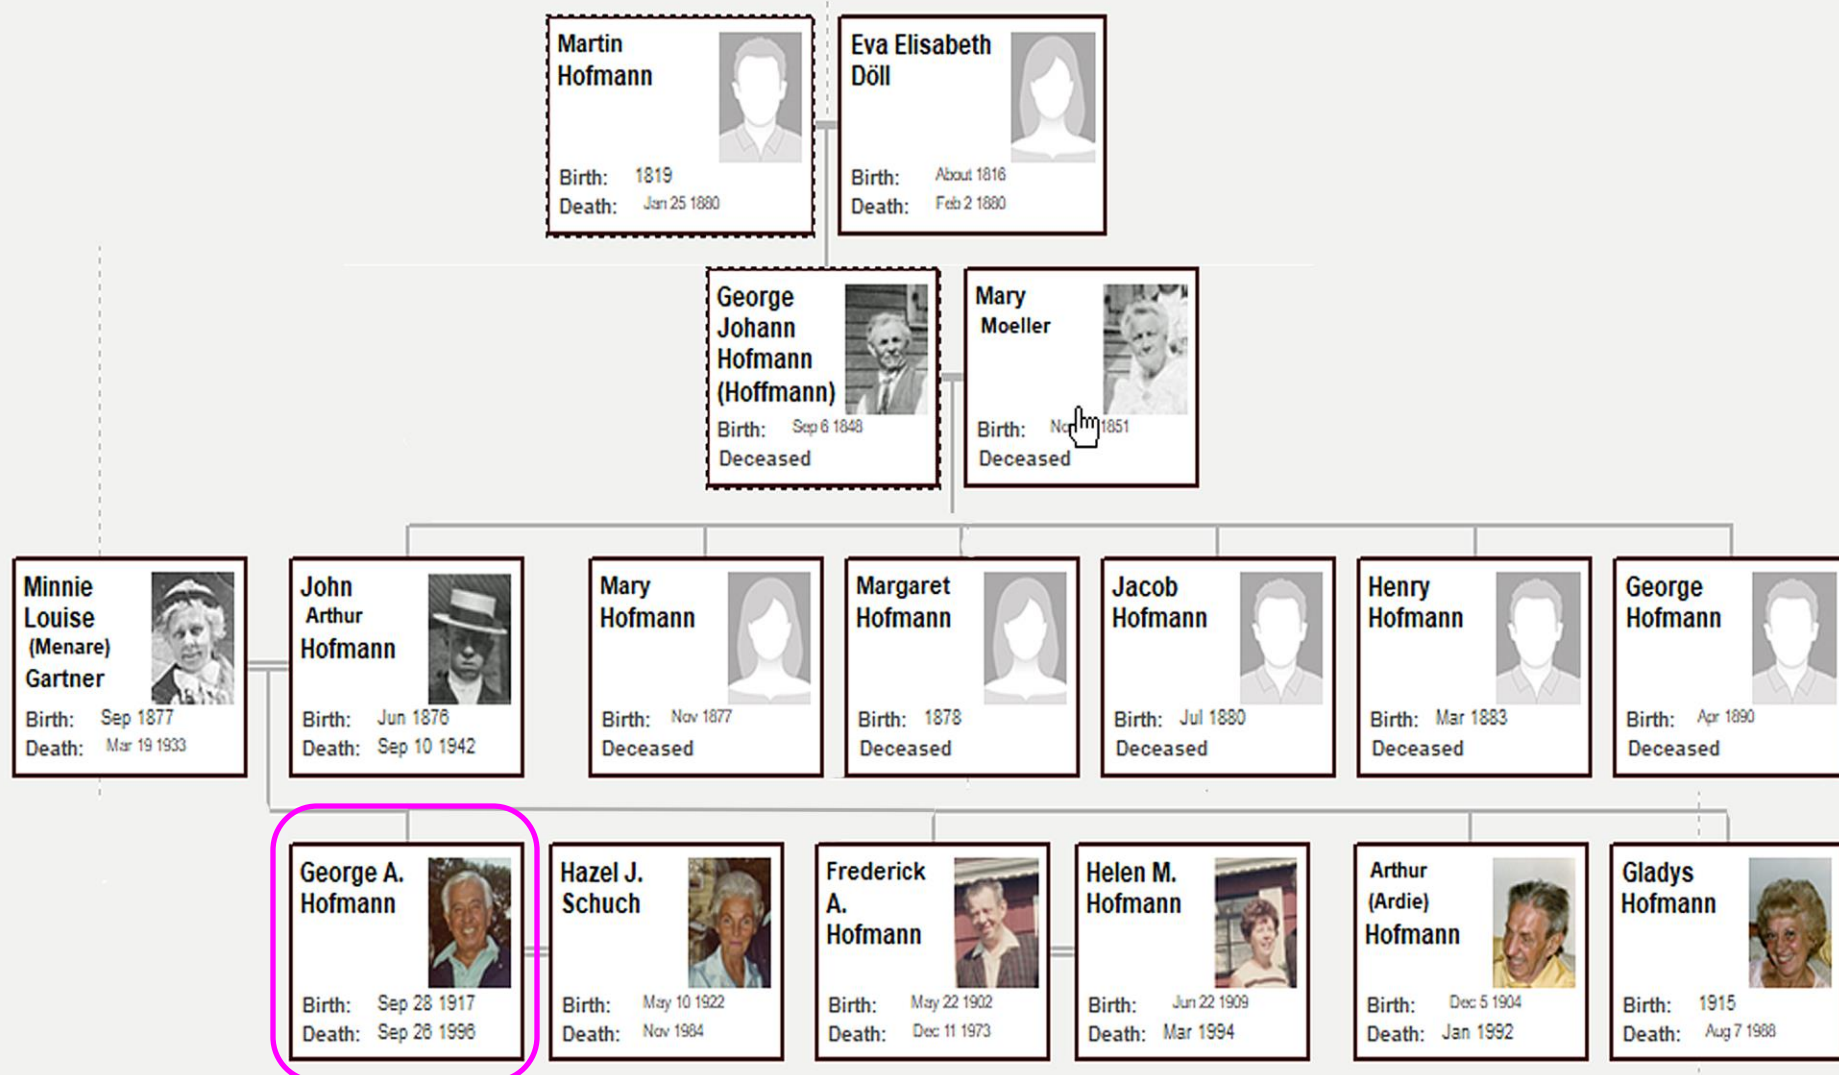 Martin
Hofmann
Birth: 1819
Death: Jan 25 1880
Eva Elisabeth
Döll
Birth: About 1816
Death: Feb 2 1880
George
Johann
Hofmann
(Hoffmann)
Birth: Sep 6 1848
Deceased
Mary
Moeller
Birth: 1851
Deceased
Minnie
Louise
(Menare)
Gartner
Birth: Sep 1877
Death: Mar 19 1933
John
Arthur
Hofmann
Birth: Jun 1876
Death: Sep 10 1942
Mary
Hofmann
Birth: Nov 1877
Deceased
Margaret
Hofmann
Birth: 1878
Deceased
Jacob
Hofmann
Birth: Jul 1880
Deceased
Henry
Hofmann
Birth: Mar 1883
Deceased
George
Hofmann
Birth: Apr 1890
Deceased
George A.
Hofmann
Birth: Sep 28 1917
Death: Sep 26 1996
Hazel J.
Schuch
Birth: May 10 1922
Death: Nov 1984
Frederick
A.
Hofmann
Birth: May 22 1902
Death: Dec 11 1973
Helen M.
Hofmann
Birth: Jun 22 1909
Death: Mar 1994
Arthur
(Ardie)
Hofmann
Birth: Dec 5 1904
Death: Jan 1992
Gladys
Hofmann
Birth: 1915
Death: Aug 7 1988